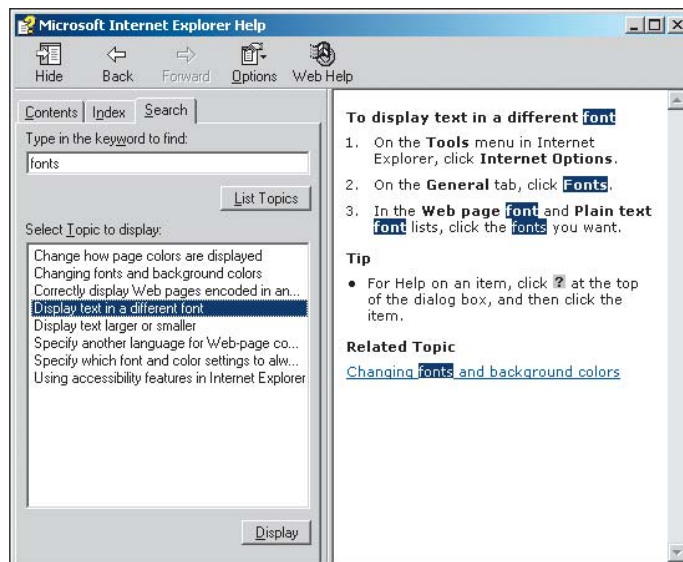 Microsoft Internet Explorer Help
Hide Back Forward Options Web Help
Contents Index Search
Type in the keyword to find:
fonts
List Topics
Select Topic to display:
Change how page colors are displayed
Changing fonts and background colors
Correctly display Web pages encoded in an...
Display text in a different font
Display text larger or smaller
Specify another language for Web-page co...
Specify which font and color settings to alw...
Using accessibility features in Internet Explorer
Display
To display text in a different font
1. On the Tools menu in Internet
Explorer, click Internet Options.
2. On the General tab, click Fonts.
3. In the Web page font and Plain text
font lists, click the fonts you want.
Tip
• For Help on an item, click ? at the top
of the dialog box, and then click the
item.
Related Topic
Changing fonts and background colors